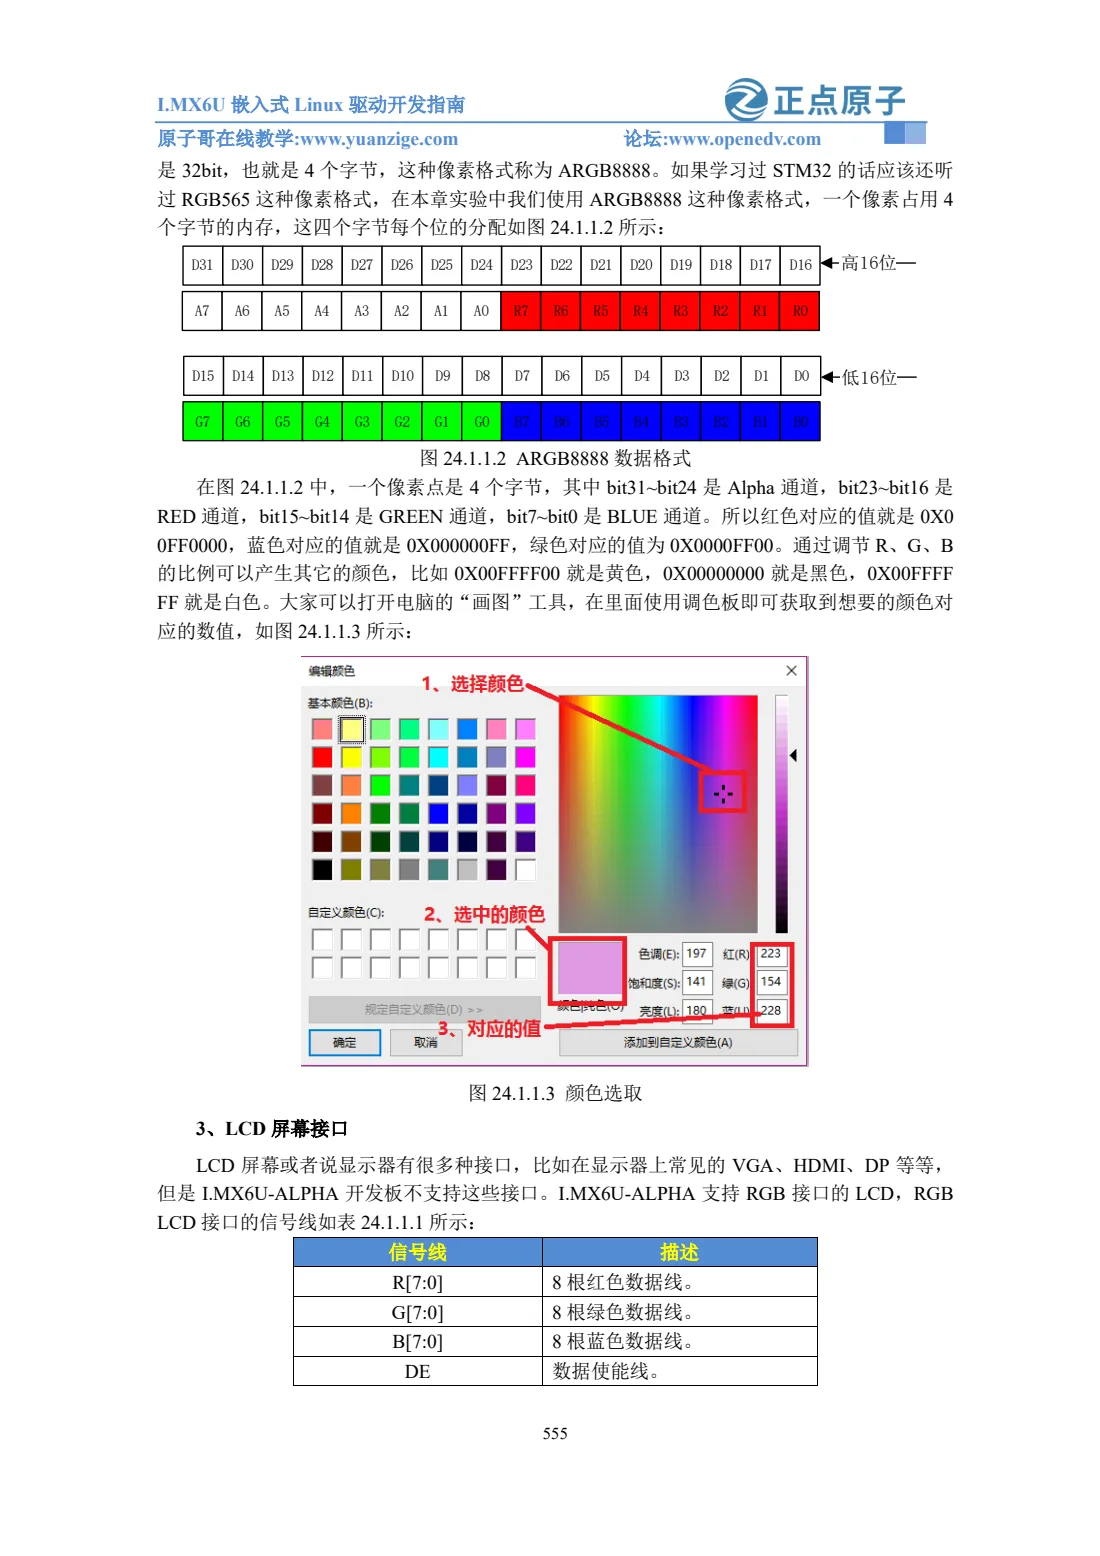 I.MX6U 嵌入式 Linux 驱动开发指南
正点原子
原子哥在线教学:www.yuanzige.com 论坛:www.openedv.com
是 32bit，也就是 4 个字节，这种像素格式称为 ARGB8888。如果学习过 STM32 的话应该还听
过 RGB565 这种像素格式，在本章实验中我们使用 ARGB8888 这种像素格式，一个像素占用 4
个字节的内存，这四个字节每个位的分配如图 24.1.1.2 所示：
D31 D30 D29 D28 D27 D26 D25 D24 D23 D22 D21 D20 D19 D18 D17 D16 高16位
A7 A6 A5 A4 A3 A2 A1 A0 R7 R6 R5 R4 R3 R2 R1 R0
D15 D14 D13 D12 D11 D10 D9 D8 D7 D6 D5 D4 D3 D2 D1 D0 低16位
G7 G6 G5 G4 G3 G2 G1 G0 B7 B6 B5 B4 B3 B2 B1 B0
图 24.1.1.2 ARGB8888 数据格式
在图 24.1.1.2 中，一个像素点是 4 个字节，其中 bit31~bit24 是 Alpha 通道，bit23~bit16 是
RED 通道，bit15~bit14 是 GREEN 通道，bit7~bit0 是 BLUE 通道。所以红色对应的值就是 0X0
0FF0000，蓝色对应的值就是 0X000000FF，绿色对应的值为 0X0000FF00。通过调节 R、G、B
的比例可以产生其它的颜色，比如 0X00FFFF00 就是黄色，0X00000000 就是黑色，0X00FFFF
FF 就是白色。大家可以打开电脑的“画图”工具，在里面使用调色板即可获取到想要的颜色对
应的数值，如图 24.1.1.3 所示：
编辑颜色
1、选择颜色
基本颜色(B):
自定义颜色(C):
2、选中的颜色
色调(E): 197 红(R) 223
饱和度(S): 141 绿(G) 154
颜色|纯色(O) 亮度(L): 180 蓝(U) 228
规定自定义颜色(D) >>
3、对应的值
确定 取消 添加到自定义颜色(A)
图 24.1.1.3 颜色选取
3、LCD 屏幕接口
LCD 屏幕或者说显示器有很多种接口，比如在显示器上常见的 VGA、HDMI、DP 等等，
但是 I.MX6U-ALPHA 开发板不支持这些接口。I.MX6U-ALPHA 支持 RGB 接口的 LCD，RGB
LCD 接口的信号线如表 24.1.1.1 所示：
信号线 描述
R[7:0] 8 根红色数据线。
G[7:0] 8 根绿色数据线。
B[7:0] 8 根蓝色数据线。
DE 数据使能线。
555